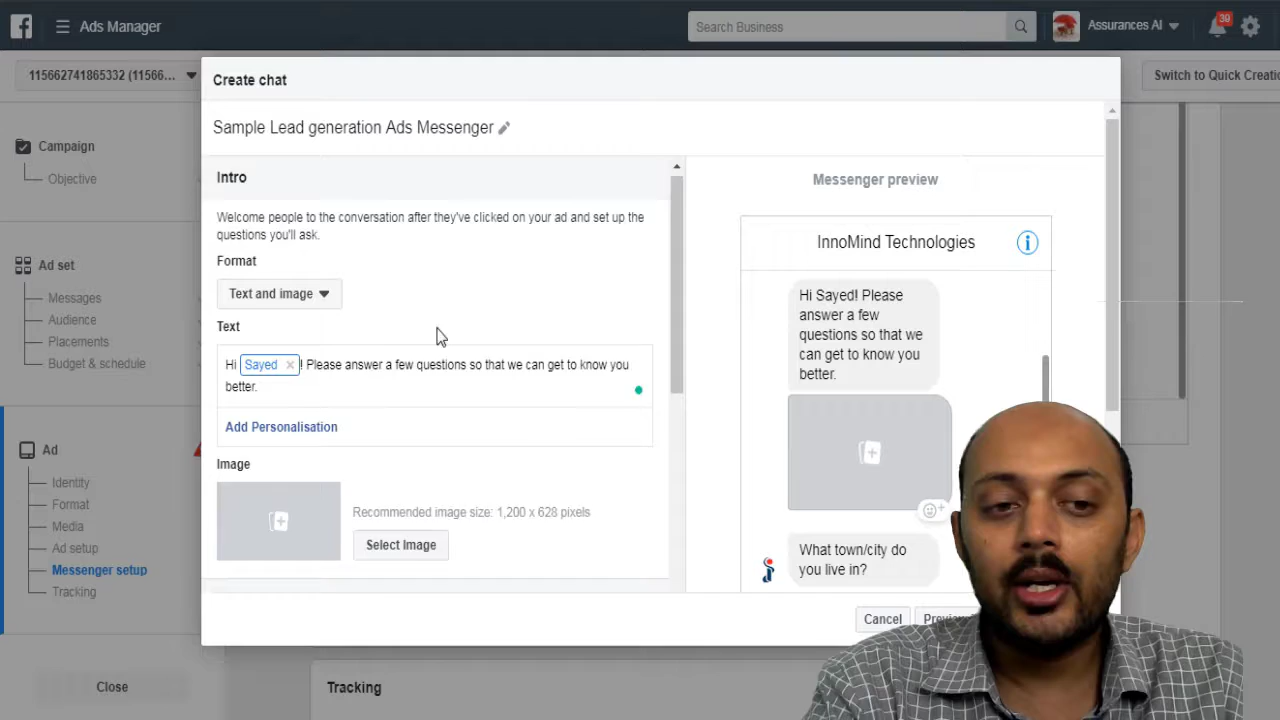 Ads Manager
Search Business
Assurances AI
39
115662741865332 (11566...
Switch to Quick Creatio
Create chat
Sample Lead generation Ads Messenger
Campaign
Objective
Ad set
Messages
Audience
Placements
Budget & schedule
Ad
Identity
Format
Media
Ad setup
Messenger setup
Tracking
Close
Intro
Welcome people to the conversation after they've clicked on your ad and set up the
questions you'll ask.
Format
Text and image
Text
Hi Sayed ×! Please answer a few questions so that we can get to know you
better.
Add Personalisation
Image
Recommended image size: 1,200 x 628 pixels
Select Image
Messenger preview
InnoMind Technologies
Hi Sayed! Please
answer a few
questions so that we
can get to know you
better.
What town/city do
you live in?
Cancel
Tracking